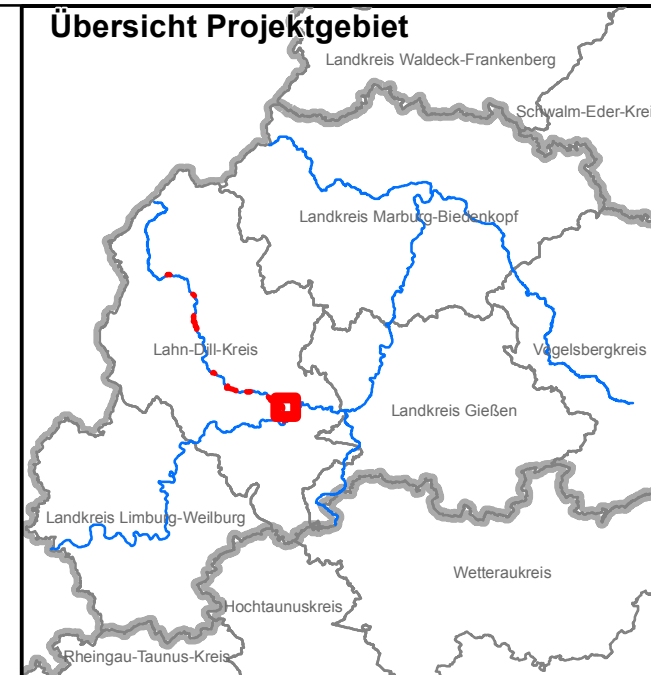 Übersicht Projektgebiet
Landkreis Waldeck-Frankenberg
Schwalm-Eder-Krei
Landkreis Marburg-Biedenkopf
Lahn-Dill-Kreis
Vogelsbergkreis
Landkreis Gießen
Landkreis Limburg-Weilburg
Wetteraukreis
Hochtaunuskreis
Rheingau-Taunus-Kreis